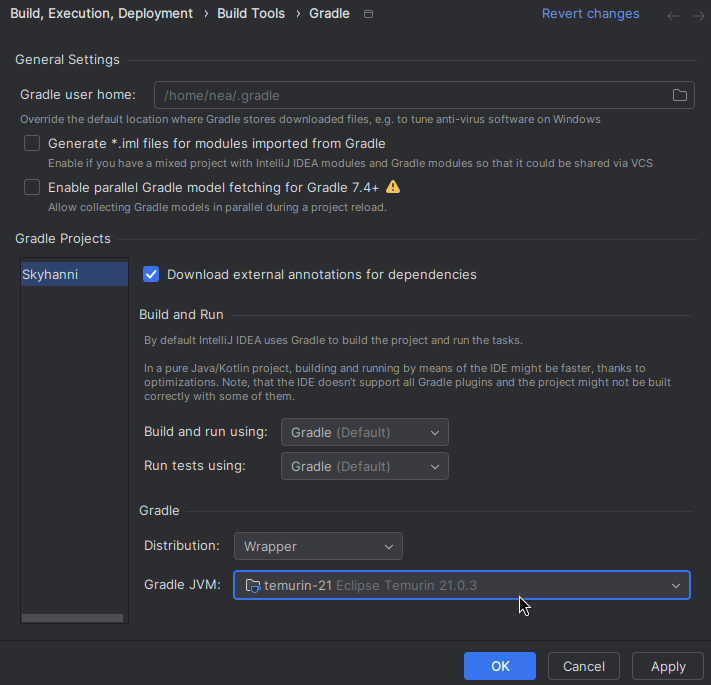 Build, Execution, Deployment › Build Tools › Gradle Revert changes
General Settings
Gradle user home: /home/nea/.gradle
Override the default location where Gradle stores downloaded files, e.g. to tune anti-virus software on Windows
Generate *.iml files for modules imported from Gradle
Enable if you have a mixed project with IntelliJ IDEA modules and Gradle modules so that it could be shared via VCS
Enable parallel Gradle model fetching for Gradle 7.4+
Allow collecting Gradle models in parallel during a project reload.
Gradle Projects
Skyhanni
Download external annotations for dependencies
Build and Run
By default IntelliJ IDEA uses Gradle to build the project and run the tasks.
In a pure Java/Kotlin project, building and running by means of the IDE might be faster, thanks to
optimizations. Note, that the IDE doesn't support all Gradle plugins and the project might not be built
correctly with some of them.
Build and run using: Gradle (Default)
Run tests using: Gradle (Default)
Gradle
Distribution: Wrapper
Gradle JVM: temurin-21 Eclipse Temurin 21.0.3
OK Cancel Apply